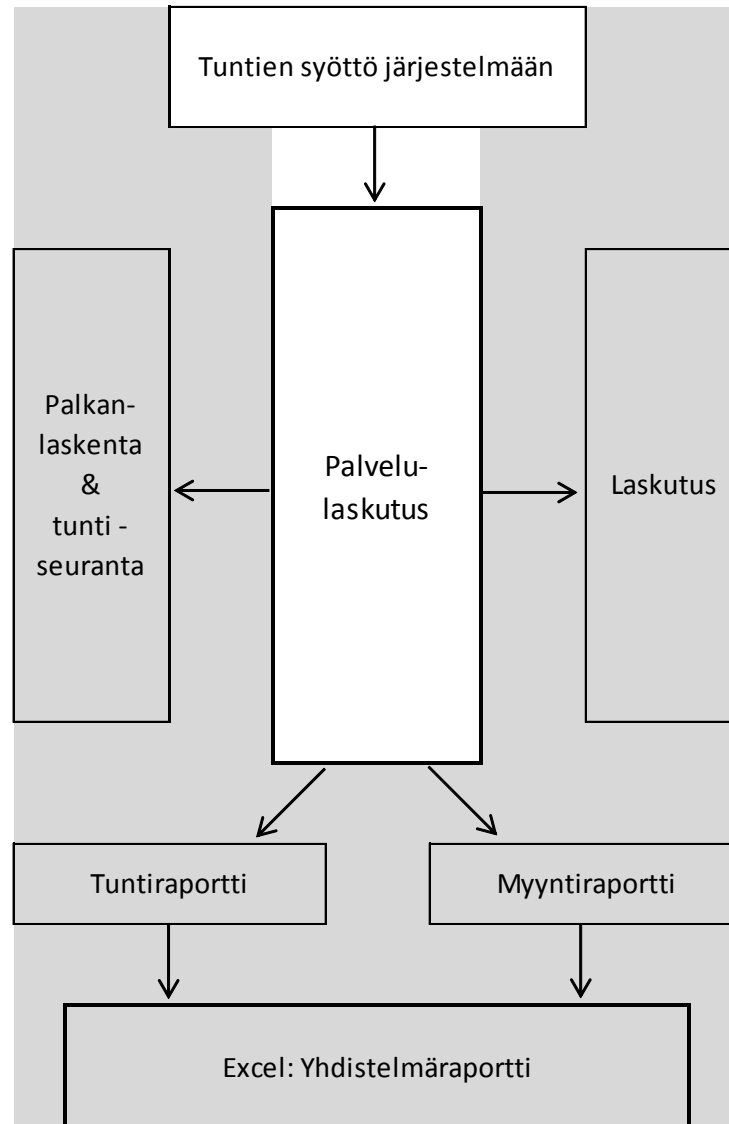 Tuntien syöttö järjestelmään
Palkan-
laskenta
&
tunti -
seuranta
Palvelu-
laskutus
Laskutus
Tuntiraportti
Myyntiraportti
Excel: Yhdistelmäraportti